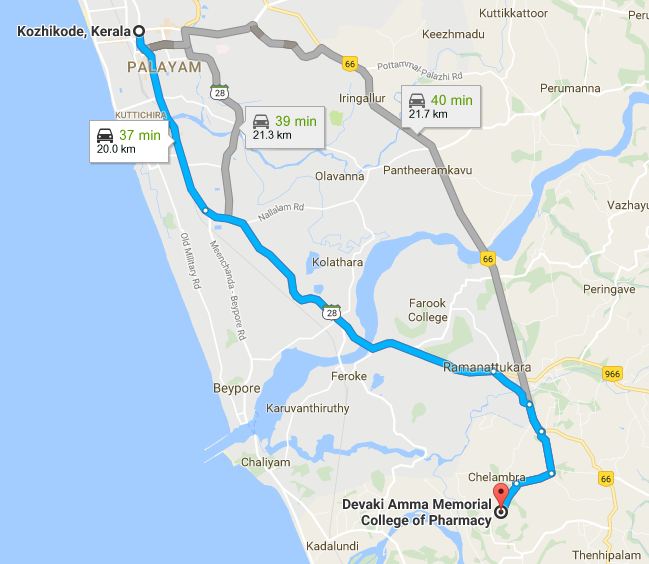 Kuttikkattoor
Kozhikode, Kerala
Keezhmadu
PALAYAM
66
Pottammal Palazhi Rd
28
Iringallur
Perumanna
40 min
21.7 km
KUTTICHIRA
39 min
21.3 km
37 min
20.0 km
Olavanna
Pantheeramkavu
Vazhayu
Nallalam Rd
Old Military Rd
Meenchanda - Beypore Rd
Kolathara
66
Peringave
Farook
College
28
Ramanattukara
966
Feroke
Beypore
Karuvanthiruthy
Chaliyam
Chelambra
66
Devaki Amma Memorial
College of Pharmacy
Kadalundi
Thenhipalam